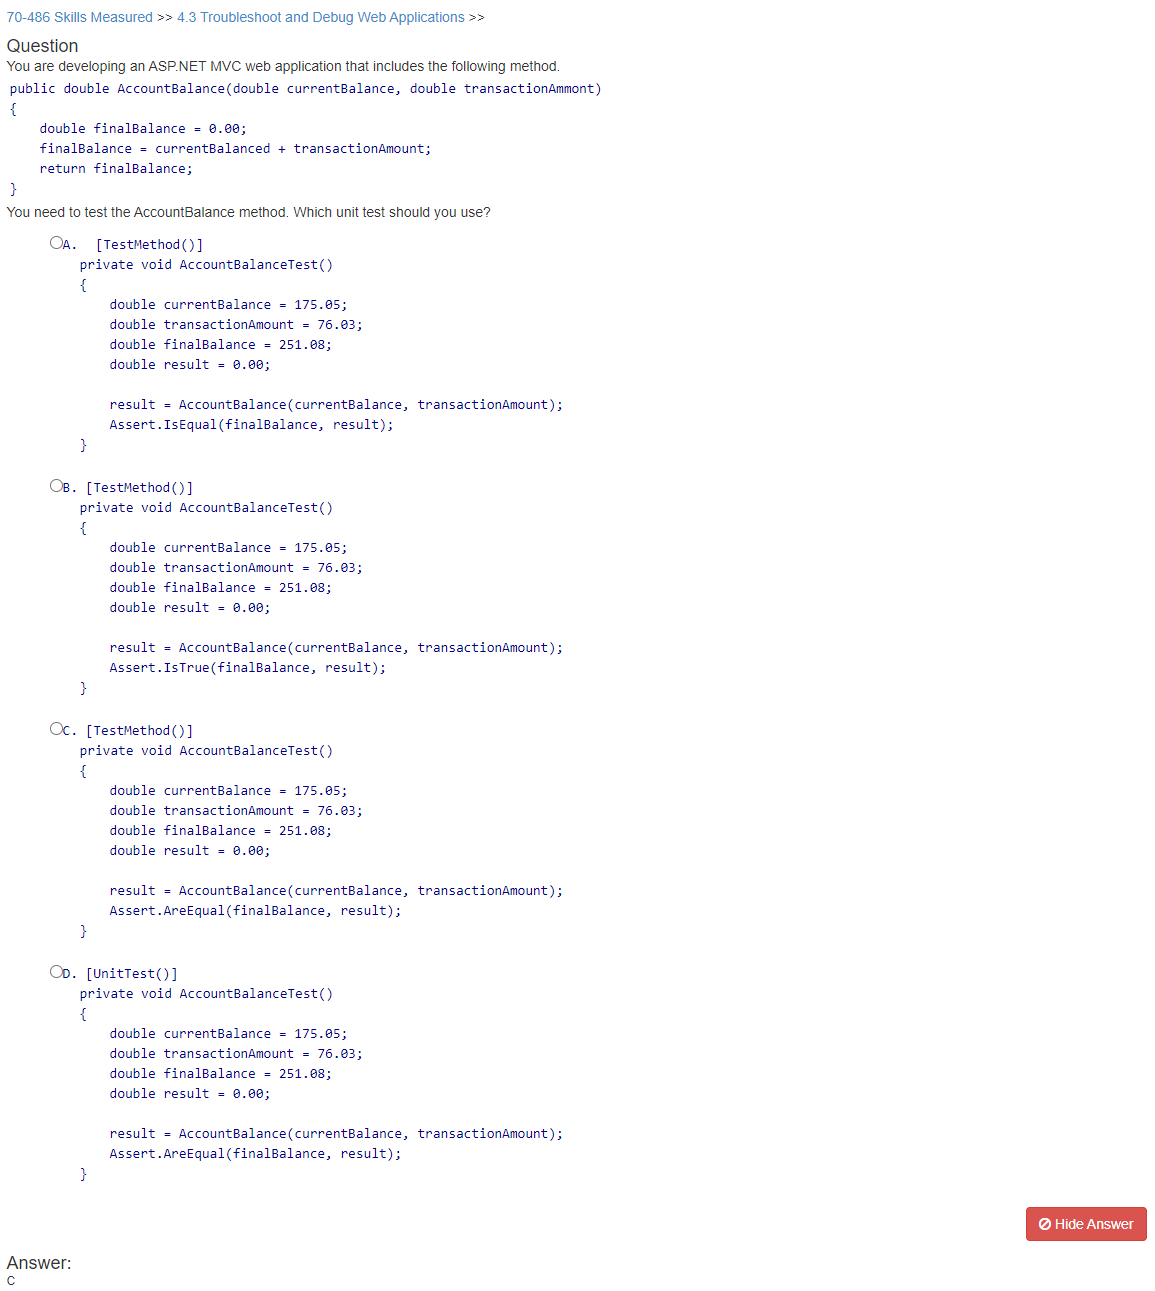 70-486 Skills Measured >> 4.3 Troubleshoot and Debug Web Applications >>
Question
You are developing an ASP.NET MVC web application that includes the following method.
public double AccountBalance(double currentBalance, double transactionAmmont)
{
    double finalBalance = 0.00;
    finalBalance = currentBalanced + transactionAmount;
    return finalBalance;
}
You need to test the AccountBalance method. Which unit test should you use?
A. [TestMethod()]
private void AccountBalanceTest()
{
    double currentBalance = 175.05;
    double transactionAmount = 76.03;
    double finalBalance = 251.08;
    double result = 0.00;
    result = AccountBalance(currentBalance, transactionAmount);
    Assert.IsEqual(finalBalance, result);
}
B. [TestMethod()]
private void AccountBalanceTest()
{
    double currentBalance = 175.05;
    double transactionAmount = 76.03;
    double finalBalance = 251.08;
    double result = 0.00;
    result = AccountBalance(currentBalance, transactionAmount);
    Assert.IsTrue(finalBalance, result);
}
C. [TestMethod()]
private void AccountBalanceTest()
{
    double currentBalance = 175.05;
    double transactionAmount = 76.03;
    double finalBalance = 251.08;
    double result = 0.00;
    result = AccountBalance(currentBalance, transactionAmount);
    Assert.AreEqual(finalBalance, result);
}
D. [UnitTest()]
private void AccountBalanceTest()
{
    double currentBalance = 175.05;
    double transactionAmount = 76.03;
    double finalBalance = 251.08;
    double result = 0.00;
    result = AccountBalance(currentBalance, transactionAmount);
    Assert.AreEqual(finalBalance, result);
}
Hide Answer
Answer:
C